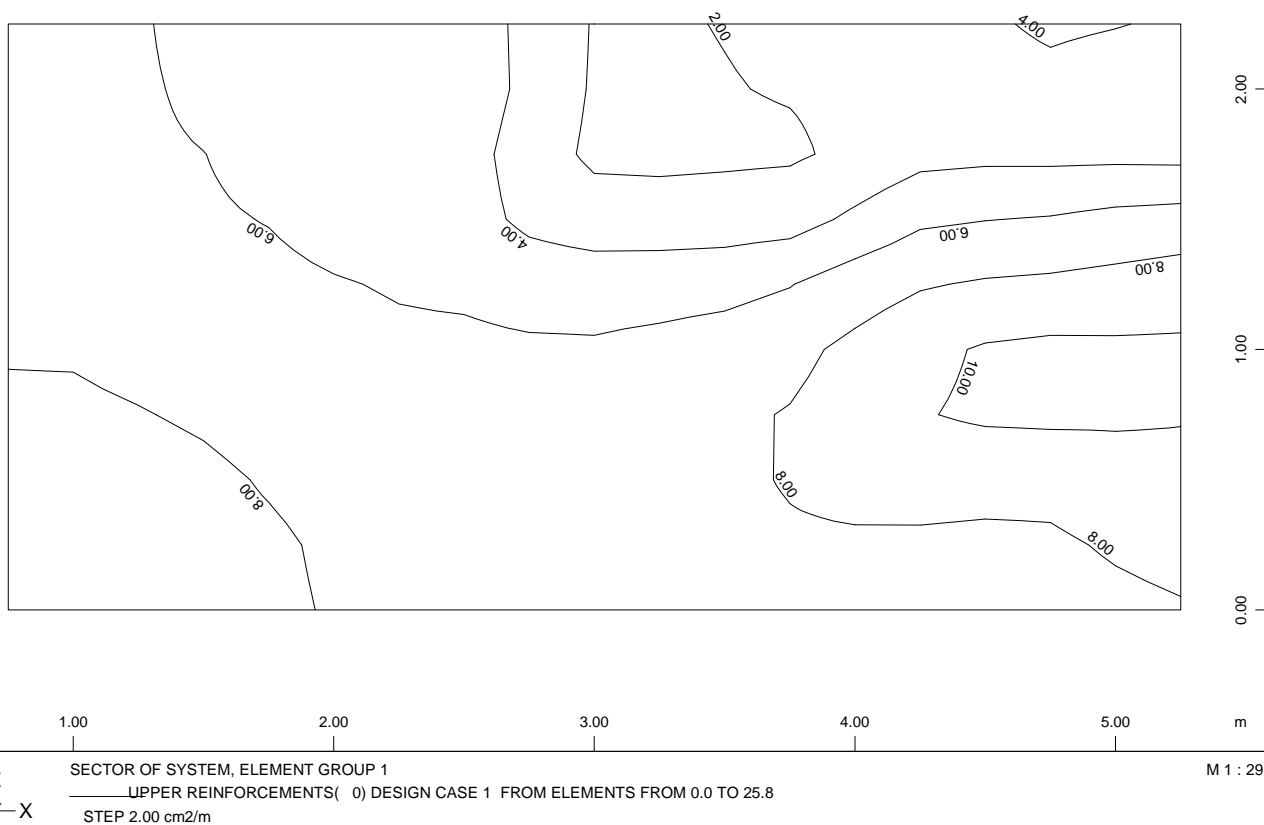 2.00
4.00
2.00
6.00
4.00
6.00
8.00
1.00
10.00
8.00
8.00
8.00
0.00
1.00 2.00 3.00 4.00 5.00 m
SECTOR OF SYSTEM, ELEMENT GROUP 1 M 1 : 29
UPPER REINFORCEMENTS( 0) DESIGN CASE 1 FROM ELEMENTS FROM 0.0 TO 25.8
X
STEP 2.00 cm2/m